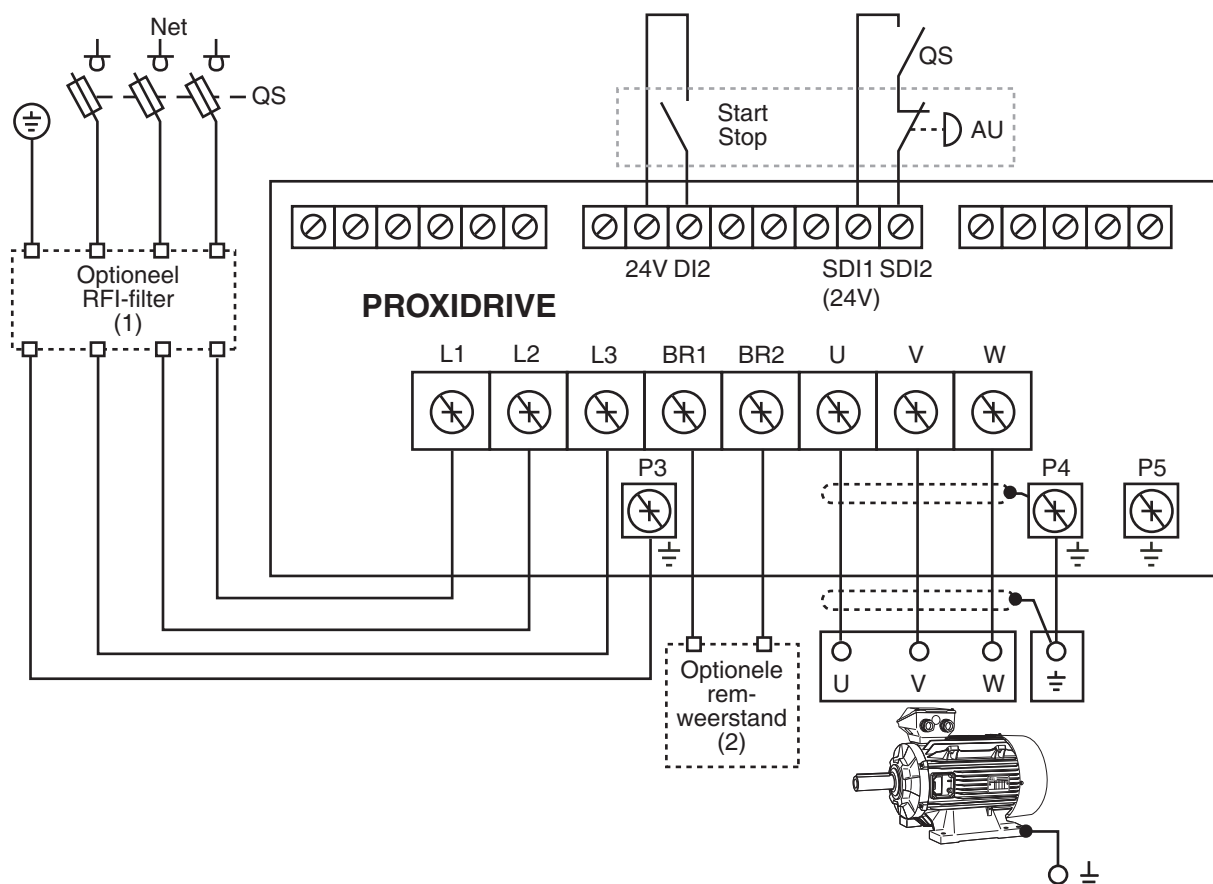 Net
QS
QS
Start
Stop
AU
24V DI2
SDI1 SDI2
(24V)
Optioneel
RFI-filter
(1)
PROXIDRIVE
L1 L2 L3 BR1 BR2 U V W
P3
P4
P5
Optionele
rem-
weerstand
(2)
U V W